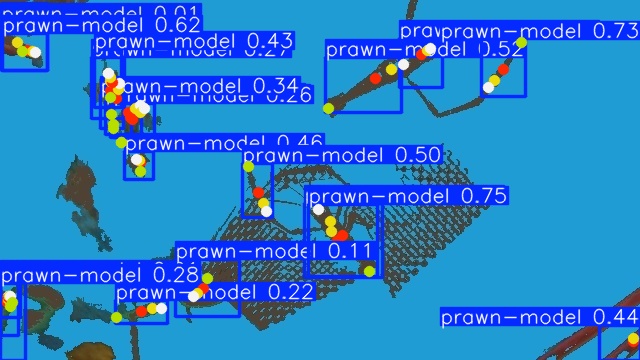 prawn-model 0.01
prawn-model 0.62
prawn-model 0.43
prawn-model 0.27
prawn-model 0.73
0.52
prawn-model 0.34
0.26
prawn-model 0.46
prawn-model 0.50
prawn-model 0.75
prawn-model 0.11
prawn-model 0.28
prawn-model 0.22
prawn-model 0.44